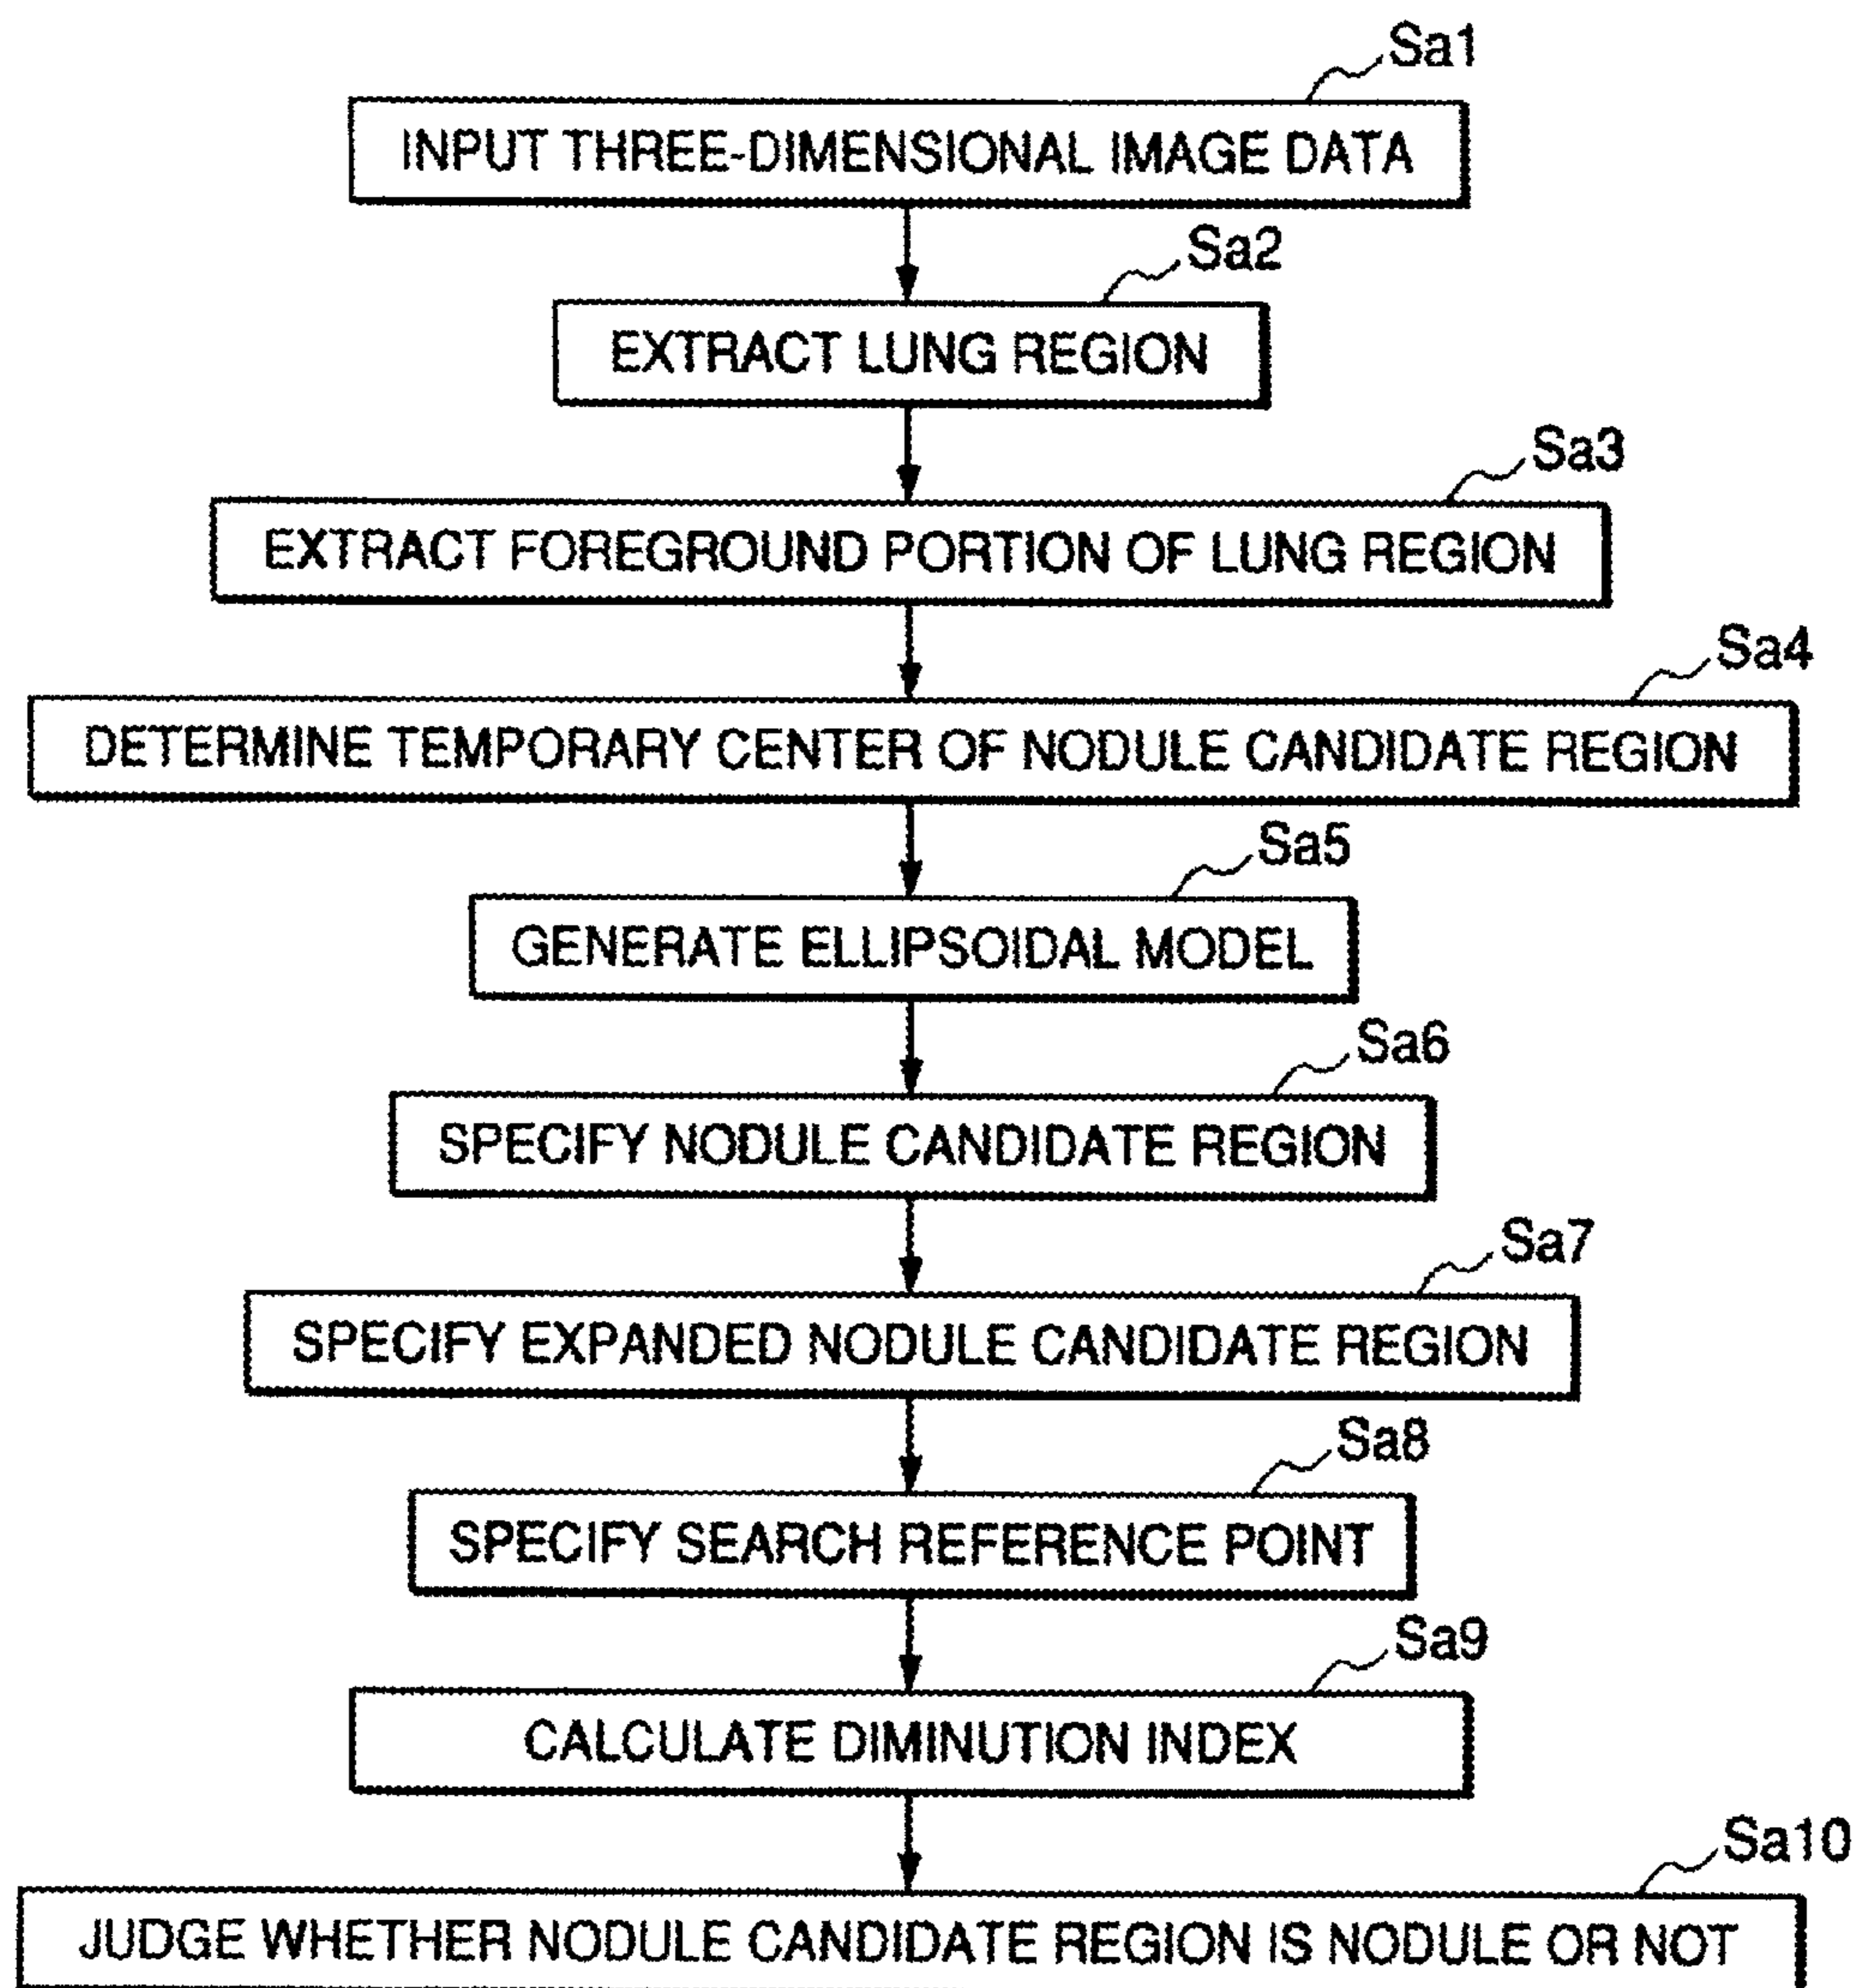 Sa1
INPUT THREE-DIMENSIONAL IMAGE DATA
Sa2
EXTRACT LUNG REGION
Sa3
EXTRACT FOREGROUND PORTION OF LUNG REGION
Sa4
DETERMINE TEMPORARY CENTER OF NODULE CANDIDATE REGION
Sa5
GENERATE ELLIPSOIDAL MODEL
Sa6
SPECIFY NODULE CANDIDATE REGION
Sa7
SPECIFY EXPANDED NODULE CANDIDATE REGION
Sa8
SPECIFY SEARCH REFERENCE POINT
Sa9
CALCULATE DIMINUTION INDEX
Sa10
JUDGE WHETHER NODULE CANDIDATE REGION IS NODULE OR NOT